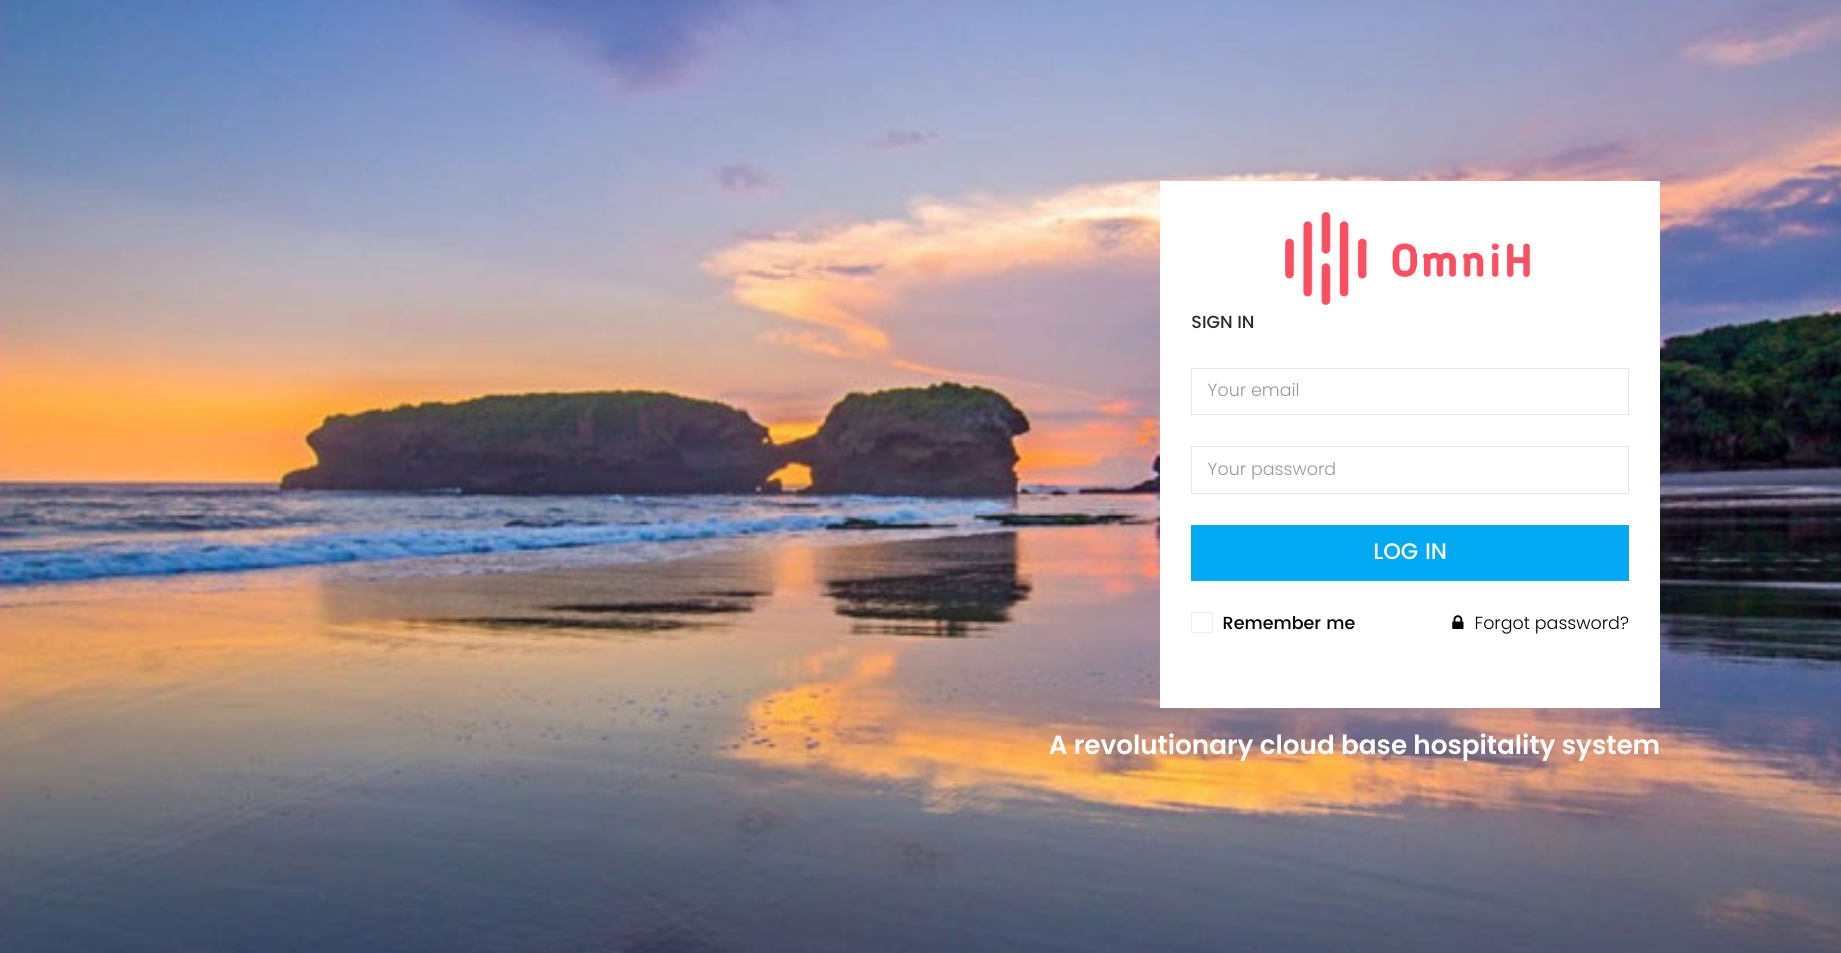 OmniH
SIGN IN
Your email
Your password
LOG IN
Remember me
Forgot password?
A revolutionary cloud base hospitality system